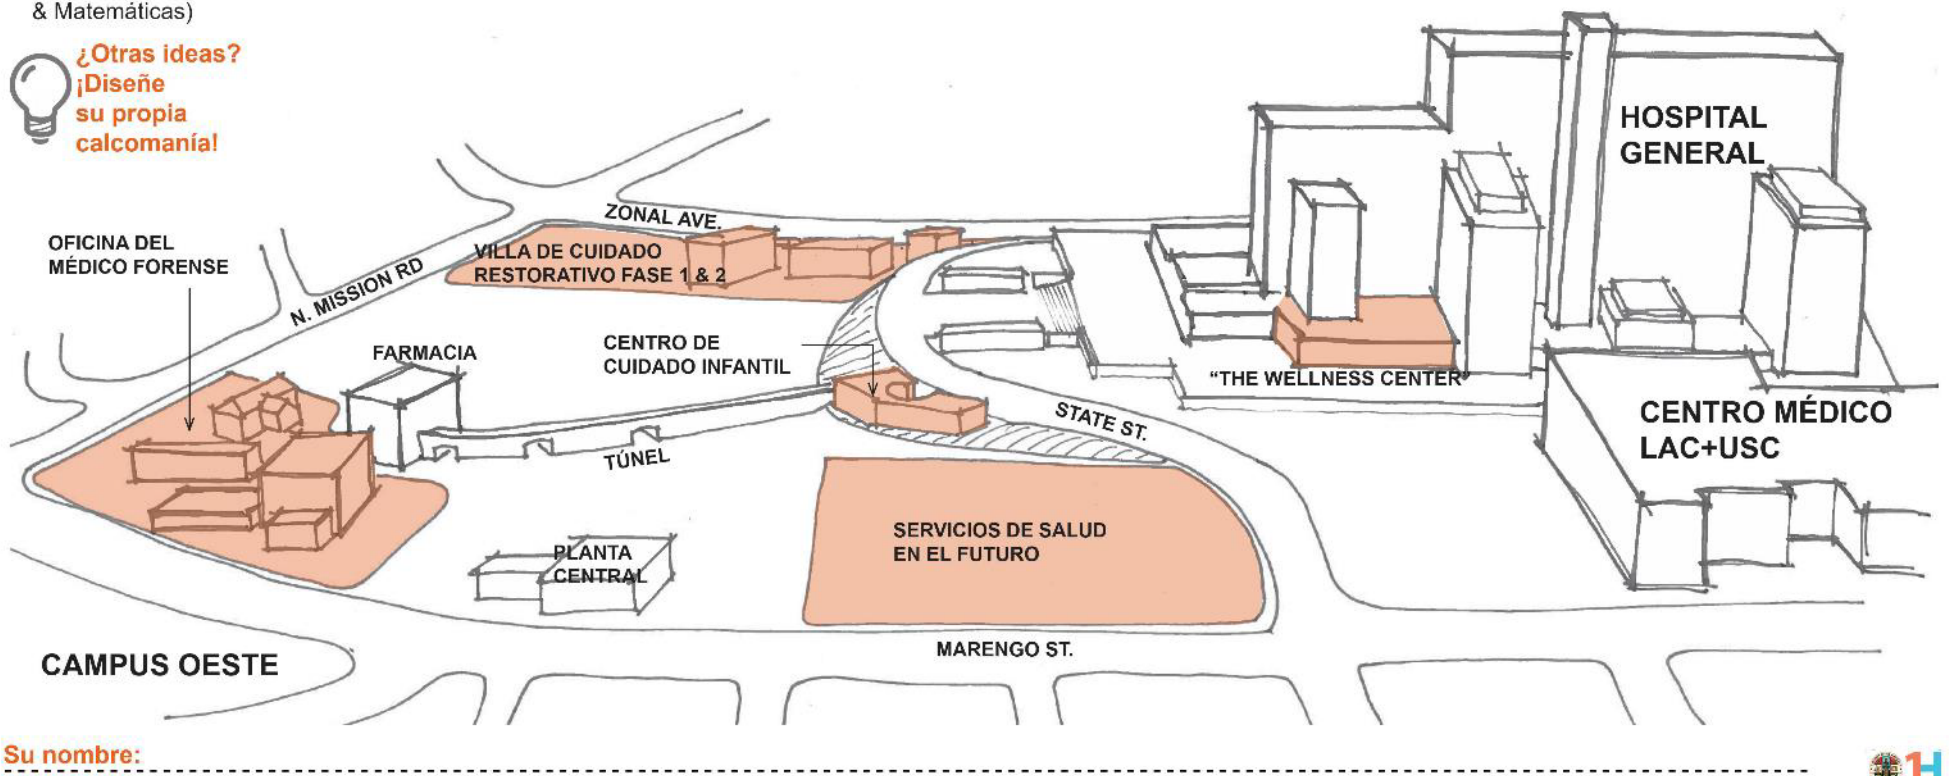 & Matemáticas)
¿Otras ideas?
¡Diseñe
su propia
calcomanía!
HOSPITAL
GENERAL
ZONAL AVE.
OFICINA DEL
MÉDICO FORENSE
VILLA DE CUIDADO
RESTORATIVO FASE 1 & 2
N. MISSION RD
FARMACIA
CENTRO DE
CUIDADO INFANTIL
"THE WELLNESS CENTER"
STATE ST.
CENTRO MÉDICO
LAC+USC
TÚNEL
SERVICIOS DE SALUD
EN EL FUTURO
PLANTA
CENTRAL
MARENGO ST.
CAMPUS OESTE
Su nombre: